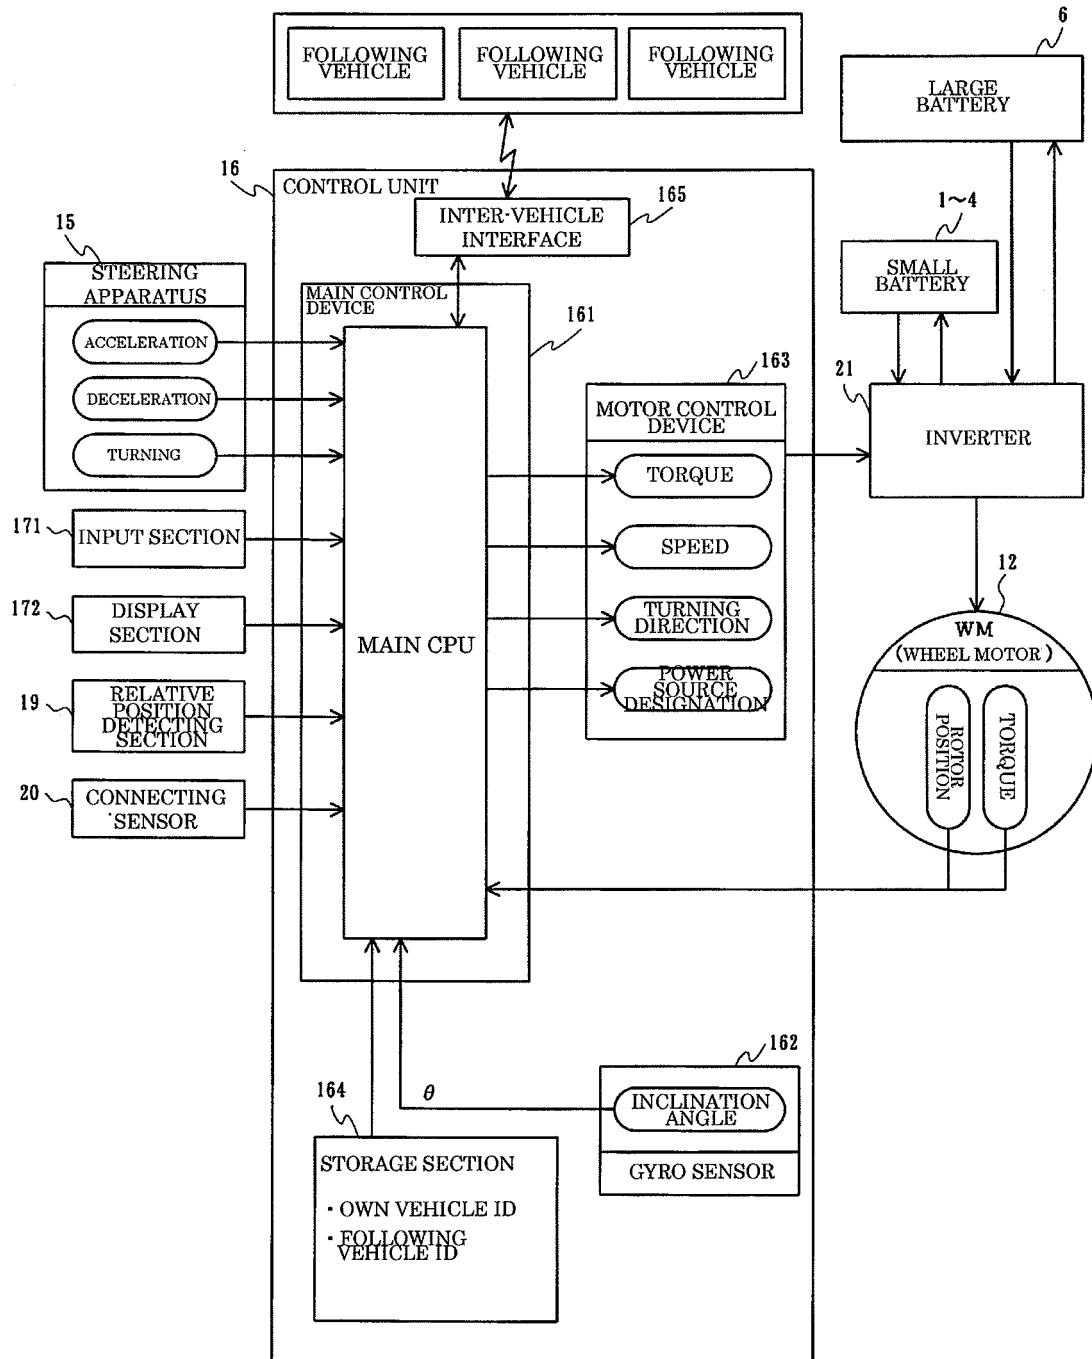 FOLLOWING
VEHICLE
FOLLOWING
VEHICLE
FOLLOWING
VEHICLE
6
LARGE
BATTERY
16
CONTROL UNIT
165
INTER-VEHICLE
INTERFACE
1~4
SMALL
BATTERY
15
STEERING
APPARATUS
ACCELERATION
DECELERATION
TURNING
MAIN CONTROL
DEVICE
161
MAIN CPU
163
MOTOR CONTROL
DEVICE
TORQUE
SPEED
TURNING
DIRECTION
POWER
SOURCE
DESIGNATION
21
INVERTER
171
INPUT SECTION
172
DISPLAY
SECTION
19
RELATIVE
POSITION
DETECTING
SECTION
20
CONNECTING
SENSOR
12
WM
(WHEEL MOTOR)
ROTOR
POSITION
TORQUE
θ
162
INCLINATION
ANGLE
GYRO SENSOR
164
STORAGE SECTION
・OWN VEHICLE ID
・FOLLOWING
VEHICLE ID